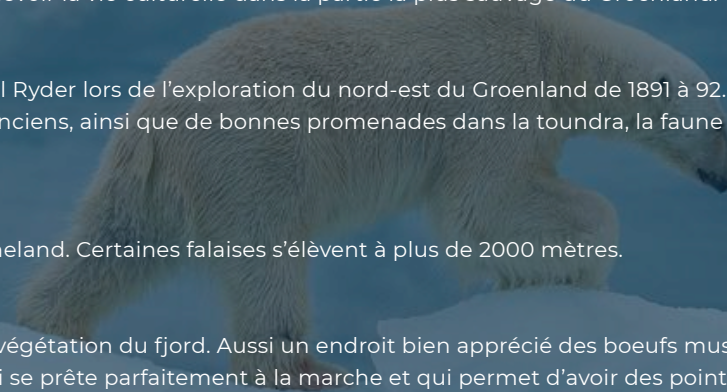 l Ryder lors de l'exploration du nord-est du Groenland de 1891 à 92.
nciens, ainsi que de bonnes promenades dans la toundra, la faune
eland. Certaines falaises s'élèvent à plus de 2000 mètres.
végétation du fjord. Aussi un endroit bien apprécié des boeufs mus
i se prête parfaitement à la marche et qui permet d'avoir des point